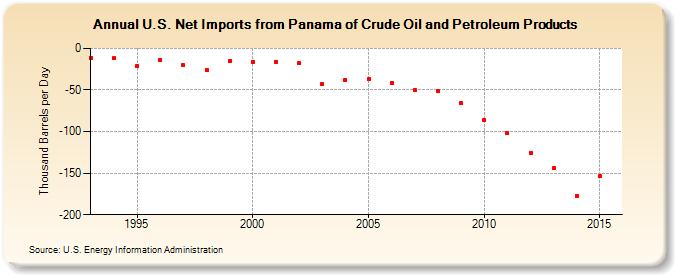 Annual U.S. Net Imports from Panama of Crude Oil and Petroleum Products
Thousand Barrels per Day
0
-50
-100
-150
-200
1995 2000 2005 2010 2015
Source: U.S. Energy Information Administration